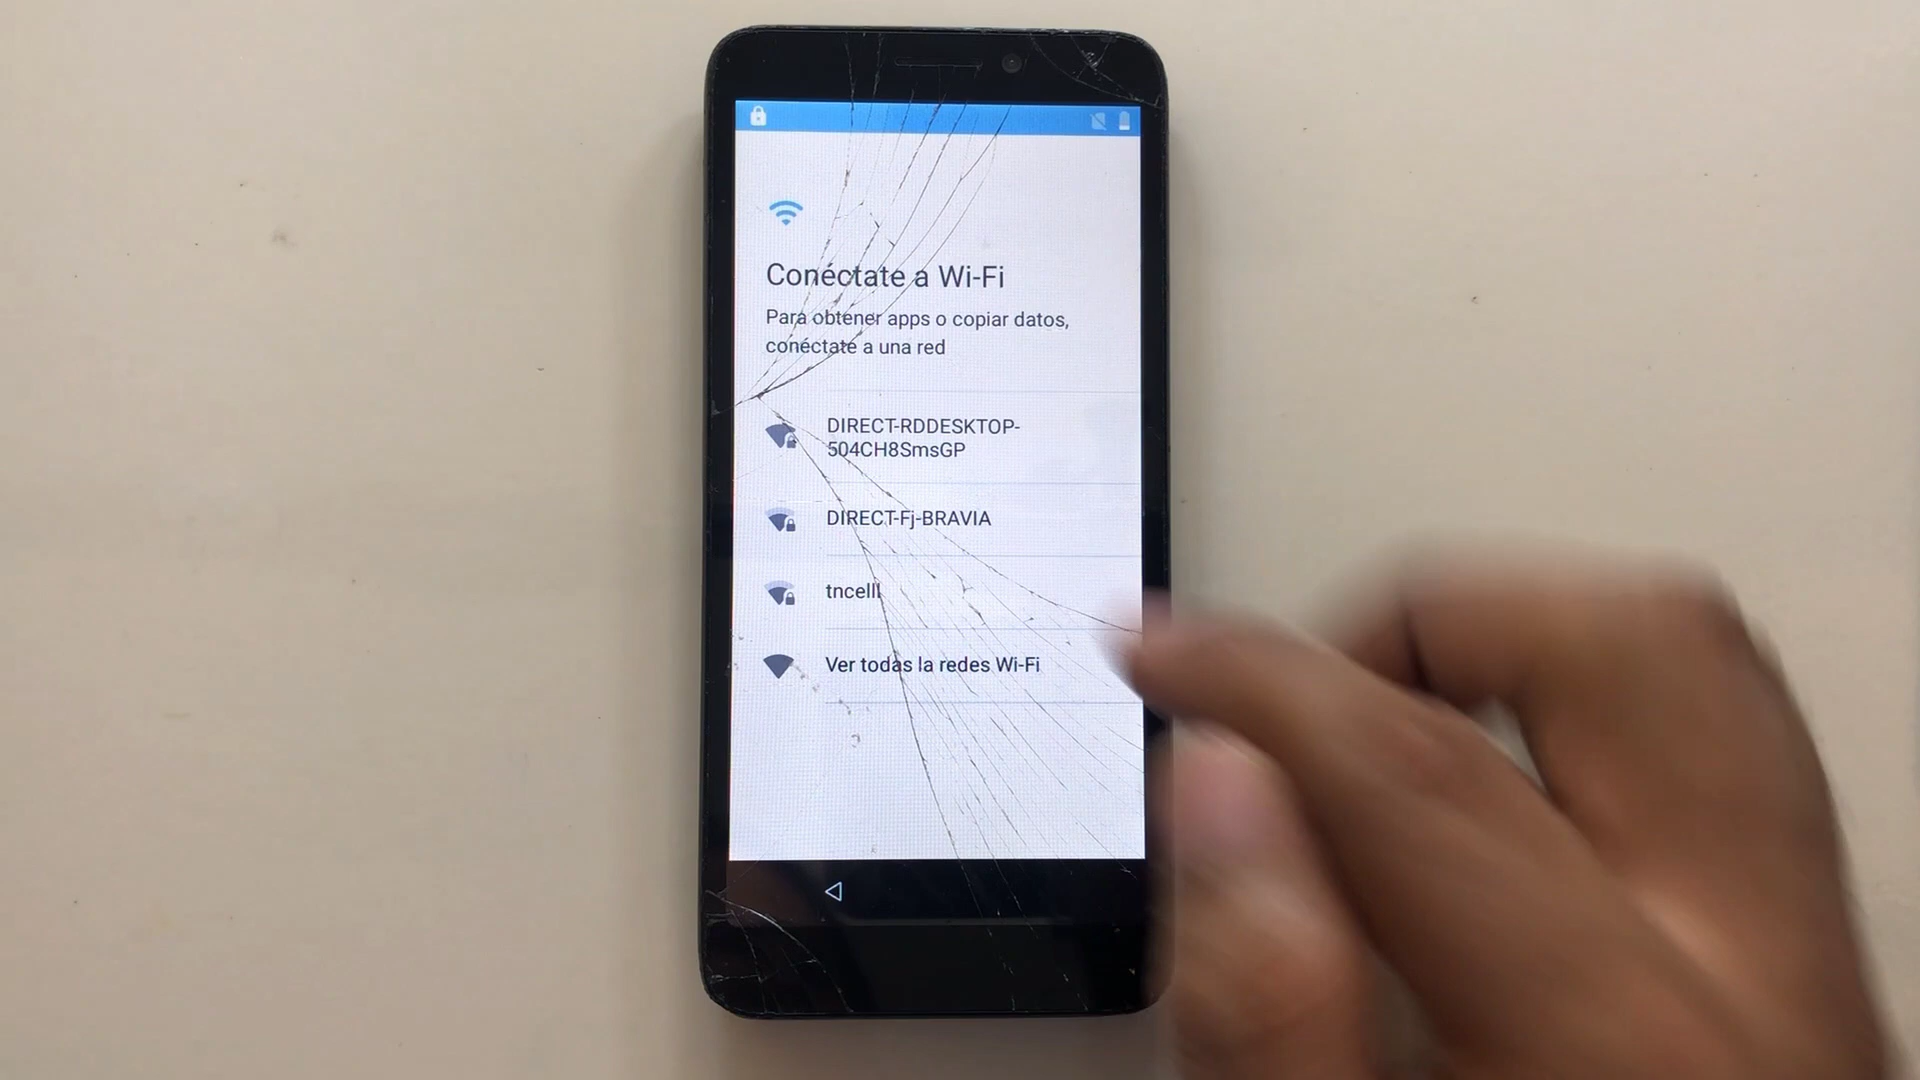 Conéctate a Wi-Fi
Para obtener apps o copiar datos,
conéctate a una red
DIRECT-RDDESKTOP-
504CH8SmsGP
DIRECT-Fj-BRAVIA
tncelll
Ver todas la redes Wi-Fi